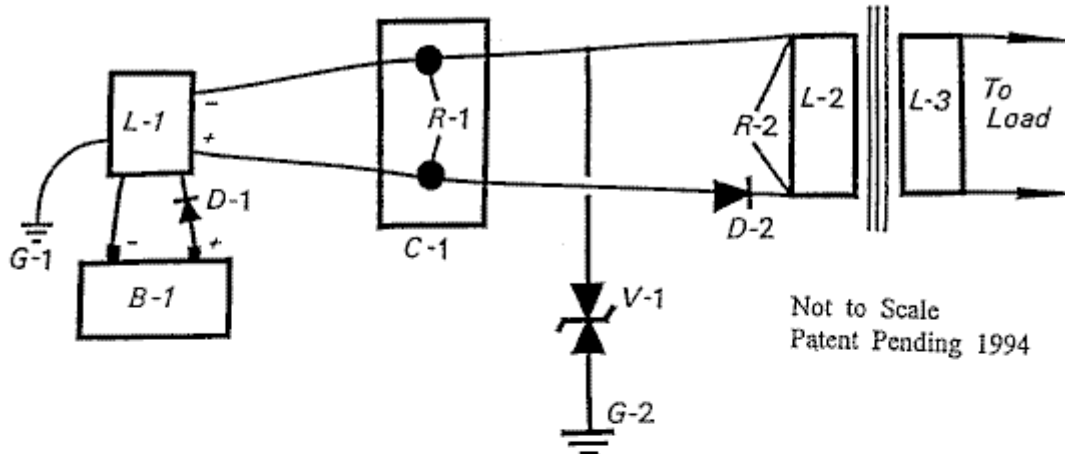 L-1
-
+
G-1
D-1
-
+
B-1
R-1
C-1
V-1
G-2
D-2
R-2
L-2
L-3
To
Load
Not to Scale
Patent Pending 1994